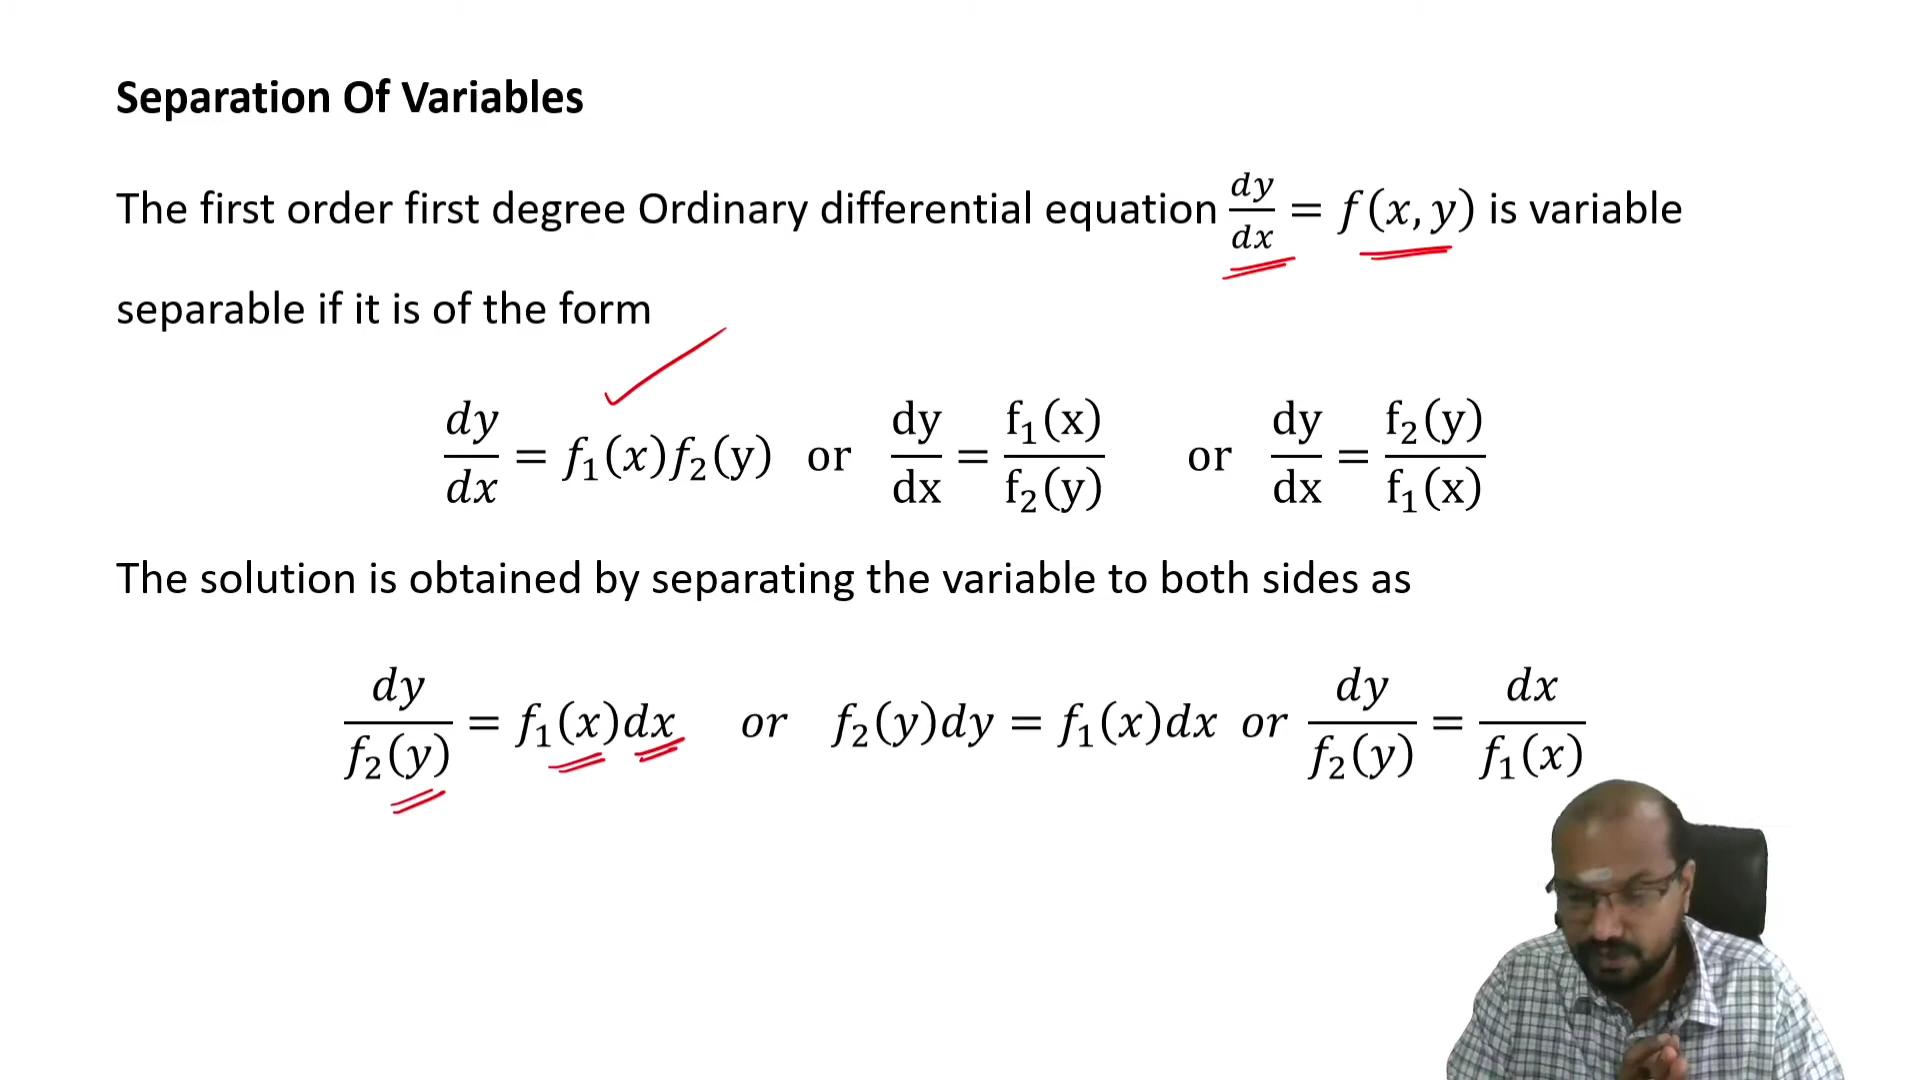 Separation Of Variables
The first order first degree Ordinary differential equation dy/dx = f(x, y) is variable
separable if it is of the form
dy/dx = f₁(x)f₂(y) or dy/dx = f₁(x)/f₂(y) or dy/dx = f₂(y)/f₁(x)
The solution is obtained by separating the variable to both sides as
dy/f₂(y) = f₁(x)dx or f₂(y)dy = f₁(x)dx or dy/f₂(y) = dx/f₁(x)